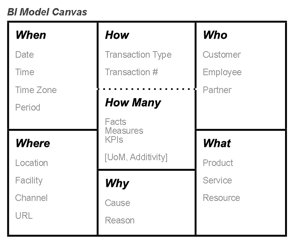 BI Model Canvas
When
Date
Time
Time Zone
Period
How
Transaction Type
Transaction #
Who
Customer
Employee
Partner
How Many
Facts
Measures
KPIs
[UoM, Additivity]
Where
Location
Facility
Channel
URL
Why
Cause
Reason
What
Product
Service
Resource